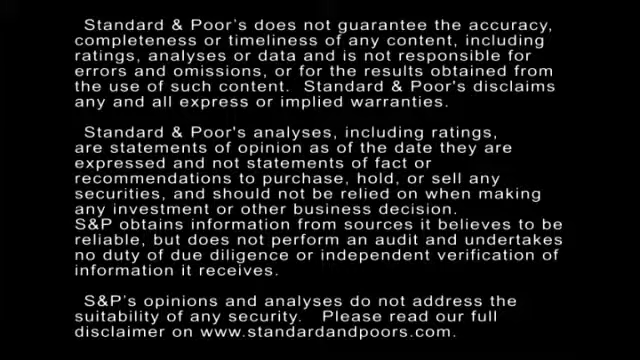 Standard & Poor's does not guarantee the accuracy,
completeness or timeliness of any content, including
ratings, analyses or data and is not responsible for
errors and omissions, or for the results obtained from
the use of such content.  Standard & Poor's disclaims
any and all express or implied warranties.
Standard & Poor's analyses, including ratings,
are statements of opinion as of the date they are
expressed and not statements of fact or
recommendations to purchase, hold, or sell any
securities, and should not be relied on when making
any investment or other business decision.
S&P obtains information from sources it believes to be
reliable, but does not perform an audit and undertakes
no duty of due diligence or independent verification of
information it receives.
S&P's opinions and analyses do not address the
suitability of any security.   Please read our full
disclaimer on www.standardandpoors.com.